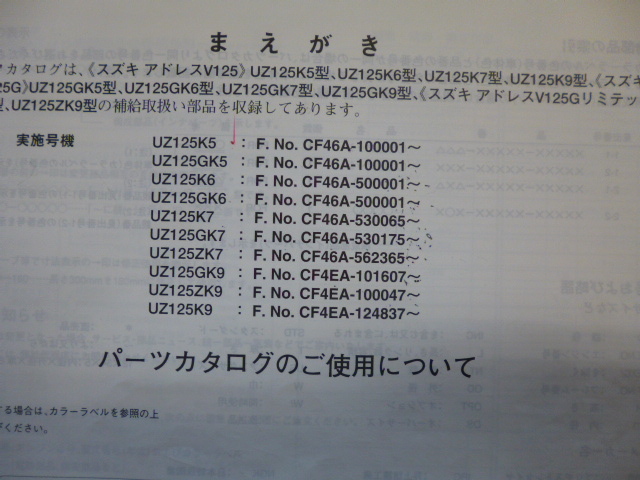 まえがき
ツカタログは、《スズキ アドレスV125》UZ125K5型、UZ125K6型、UZ125K7型、UZ125K9型、《スズキ
25G》UZ125GK5型、UZ125GK6型、UZ125GK7型、UZ125GK9型、《スズキ アドレスV125Gリミテッ
型、UZ125ZK9型の補給取扱い部品を収録してあります。
実施号機
UZ125K5 : F. No. CF46A-100001〜
UZ125GK5 : F. No. CF46A-100001〜
UZ125K6 : F. No. CF46A-500001〜
UZ125GK6 : F. No. CF46A-500001〜
UZ125K7 : F. No. CF46A-530065〜
UZ125GK7 : F. No. CF46A-530175〜
UZ125ZK7 : F. No. CF46A-562365〜
UZ125GK9 : F. No. CF4EA-101607〜
UZ125ZK9 : F. No. CF4EA-100047〜
UZ125K9 : F. No. CF4EA-124837〜
パーツカタログのご使用について
する場合は、カラーラベルを参照の上
ください。